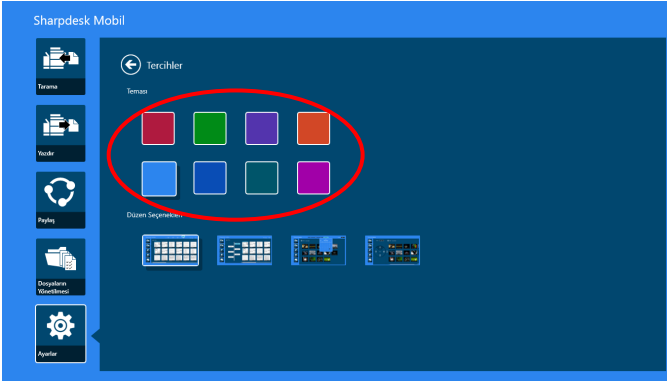 Sharpdesk Mobil
Tarama
Yazdır
Paylaş
Dosyaların
Yönetilmesi
Ayarlar
Tercihler
Teması
Düzen Seçenekleri